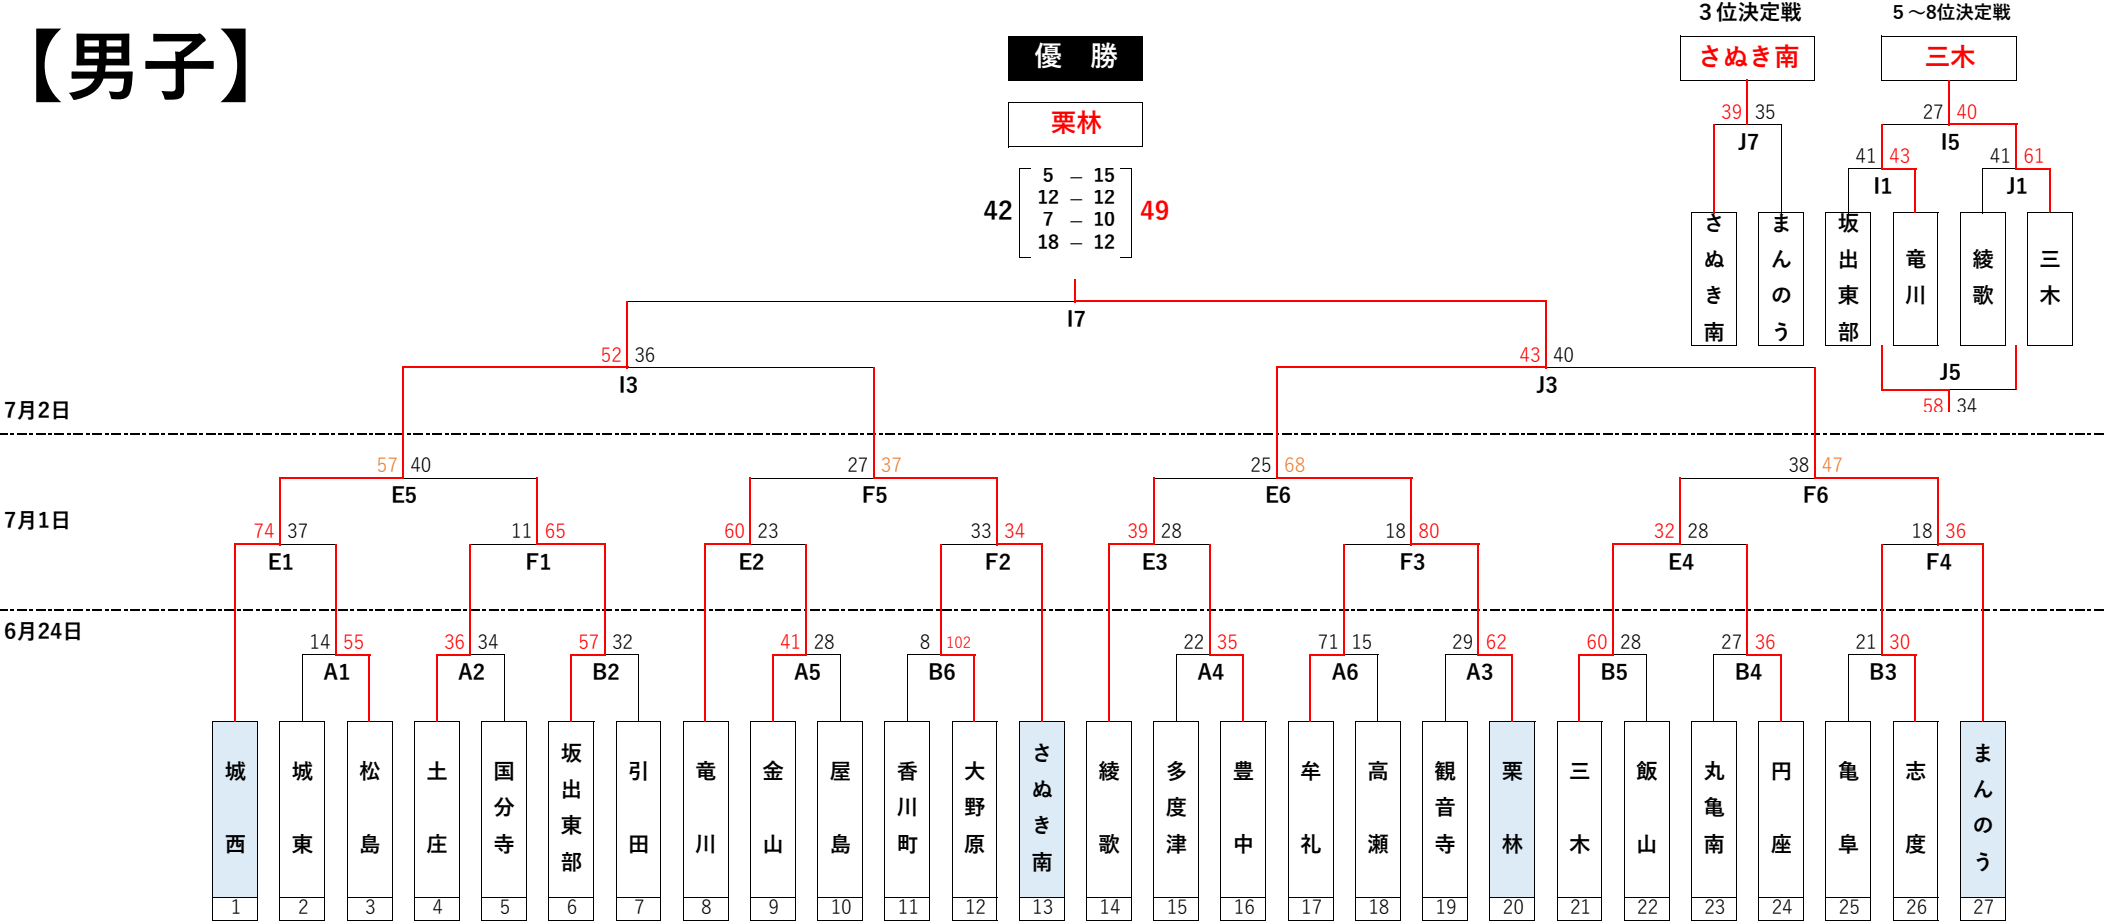 【男子】
優　勝
栗林
42
5 – 15
12 – 12
7 – 10
18 – 12
49
I7
３位決定戦
さぬき南
39 35
J7
さぬき南
まんのう
５～8位決定戦
三木
27 40
I5
41 43
I1
41 61
J1
坂出東部
竜川
綾歌
三木
J5
58 34
52 36
I3
43 40
J3
7月2日
57 40
E5
27 37
F5
25 68
E6
38 47
F6
7月1日
74 37
E1
11 65
F1
60 23
E2
33 34
F2
39 28
E3
18 80
F3
32 28
E4
18 36
F4
6月24日
14 55
A1
36 34
A2
57 32
B2
41 28
A5
8 102
B6
22 35
A4
71 15
A6
29 62
A3
60 28
B5
27 36
B4
21 30
B3
城西
1
城東
2
松島
3
土庄
4
国分寺
5
坂出東部
6
引田
7
竜川
8
金山
9
屋島
10
香川町
11
大野原
12
さぬき南
13
綾歌
14
多度津
15
豊中
16
牟礼
17
高瀬
18
観音寺
19
栗林
20
三木
21
飯山
22
丸亀南
23
円座
24
亀阜
25
志度
26
まんのう
27